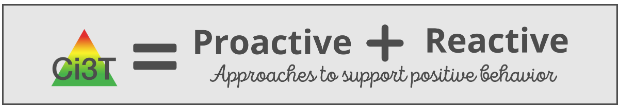 Ci3T = Proactive + Reactive
Approaches to support positive behavior